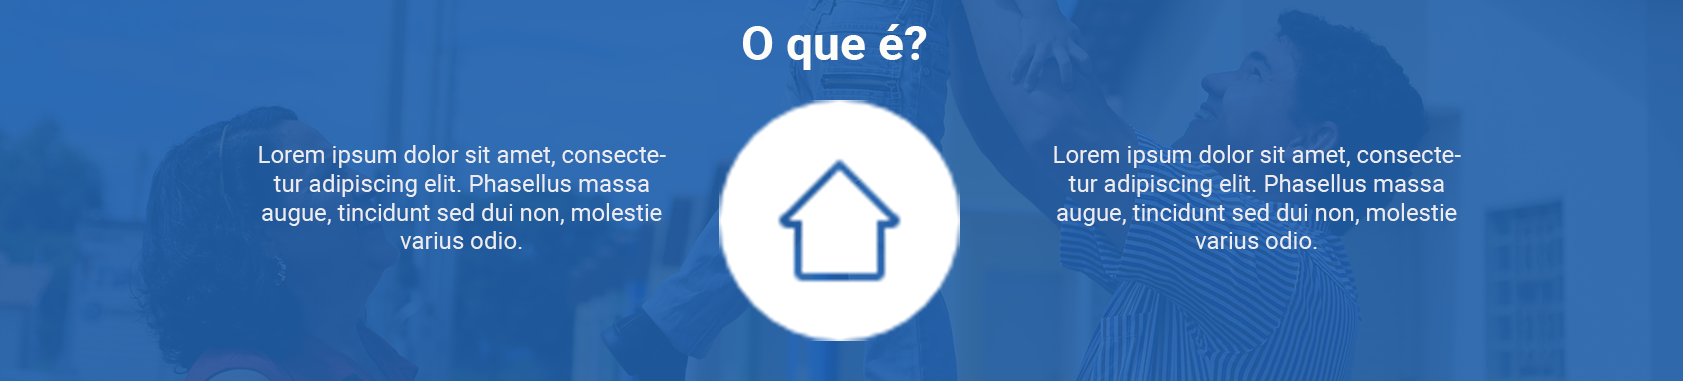 O que é?
Lorem ipsum dolor sit amet, consecte-
tur adipiscing elit. Phasellus massa
augue, tincidunt sed dui non, molestie
varius odio.
Lorem ipsum dolor sit amet, consecte-
tur adipiscing elit. Phasellus massa
augue, tincidunt sed dui non, molestie
varius odio.